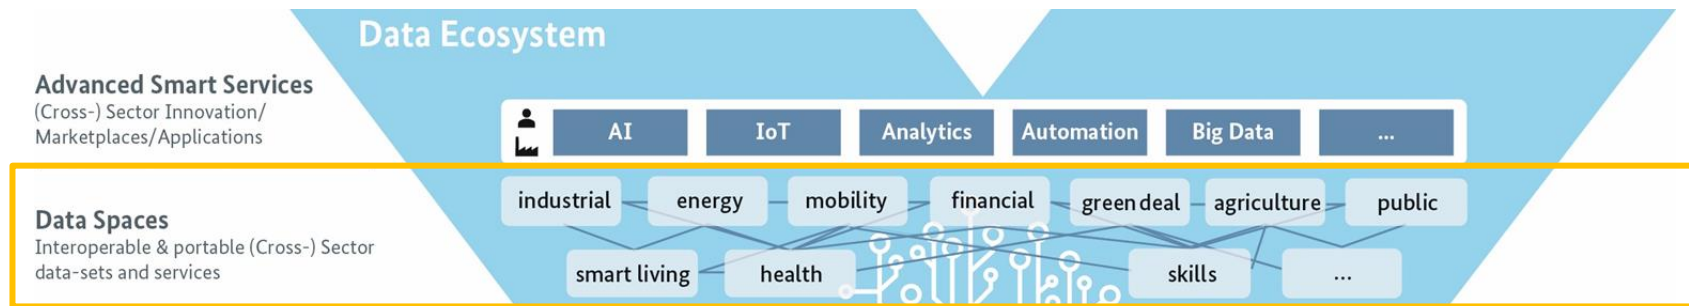 Data Ecosystem
Advanced Smart Services
(Cross-) Sector Innovation/
Marketplaces/Applications
AI IoT Analytics Automation Big Data ...
Data Spaces
Interoperable & portable (Cross-) Sector
data-sets and services
industrial energy mobility financial green deal agriculture public
smart living health skills ...